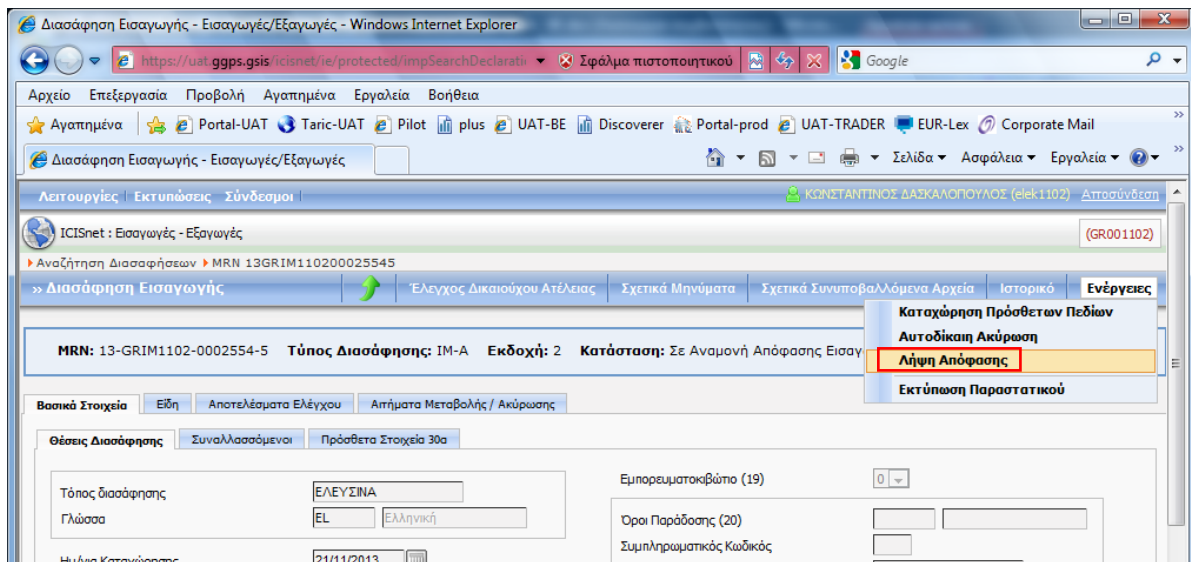 Διασάφηση Εισαγωγής - Εισαγωγές/Εξαγωγές - Windows Internet Explorer
https://uat.ggps.gsis/icisnet/ie/protected/impSearchDeclaratio Σφάλμα πιστοποιητικού Google
Αρχείο Επεξεργασία Προβολή Αγαπημένα Εργαλεία Βοήθεια
Αγαπημένα Portal-UAT Taric-UAT Pilot plus UAT-BE Discoverer Portal-prod UAT-TRADER EUR-Lex Corporate Mail
Διασάφηση Εισαγωγής - Εισαγωγές/Εξαγωγές Σελίδα Ασφάλεια Εργαλεία
Λειτουργίες Εκτυπώσεις Σύνδεσμοι ΚΩΝΣΤΑΝΤΙΝΟΣ ΔΑΣΚΑΛΟΠΟΥΛΟΣ (elek1102) Αποσύνδεση
ICISnet : Εισαγωγές - Εξαγωγές (GR001102)
Αναζήτηση Διασαφήσεων MRN 13GRIM110200025545
» Διασάφηση Εισαγωγής Έλεγχος Δικαιούχου Ατέλειας Σχετικά Μηνύματα Σχετικά Συνυποβαλλόμενα Αρχεία Ιστορικό Ενέργειες
Καταχώρηση Πρόσθετων Πεδίων
Αυτοδίκαιη Ακύρωση
MRN: 13-GRIM1102-0002554-5 Τύπος Διασάφησης: IM-A Εκδοχή: 2 Κατάσταση: Σε Αναμονή Απόφασης Εισαγ
Λήψη Απόφασης
Εκτύπωση Παραστατικού
Βασικά Στοιχεία Είδη Αποτελέσματα Ελέγχου Αιτήματα Μεταβολής / Ακύρωσης
Θέσεις Διασάφησης Συναλλασσόμενοι Πρόσθετα Στοιχεία 30α
Τόπος διασάφησης ΕΛΕΥΣΙΝΑ
Γλώσσα EL Ελληνική
Ημ/νια Καταχώρησης 21/11/2013
Εμπορευματοκιβώτιο (19) 0
Όροι Παράδοσης (20)
Συμπληρωματικός Κωδικός